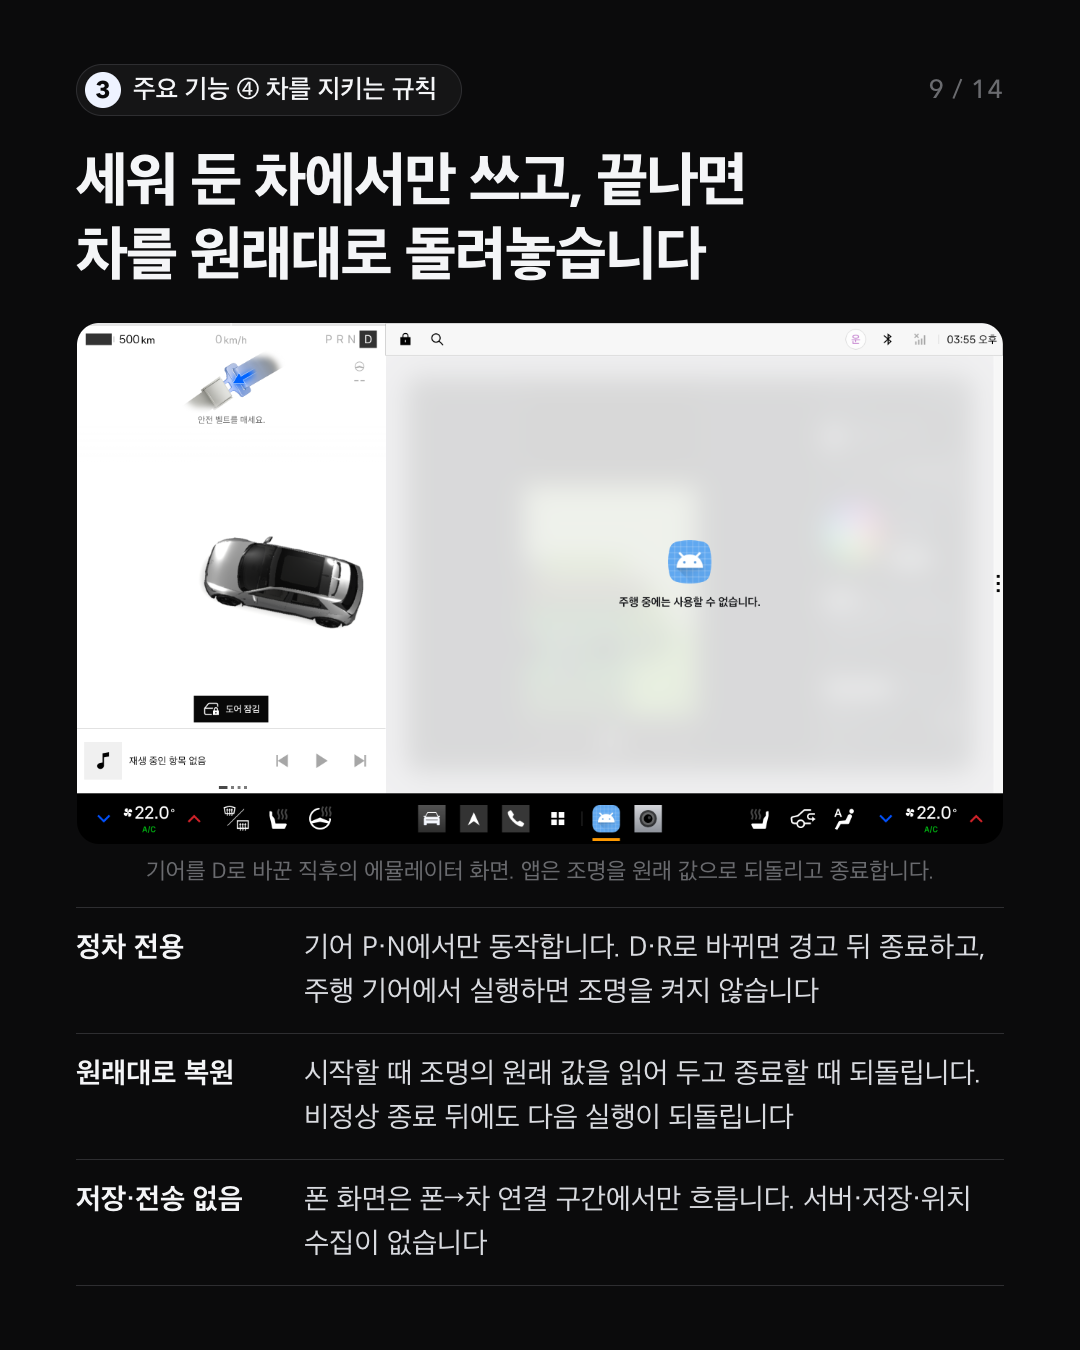 3 주요 기능 ④ 차를 지키는 규칙
9 / 14
세워 둔 차에서만 쓰고, 끝나면
차를 원래대로 돌려놓습니다
500 km
0 km/h
P R N D
운
03:55 오후
--
안전 벨트를 매세요.
주행 중에는 사용할 수 없습니다.
도어 잠김
재생 중인 항목 없음
22.0°
A/C
A
22.0°
A/C
기어를 D로 바꾼 직후의 에뮬레이터 화면. 앱은 조명을 원래 값으로 되돌리고 종료합니다.
정차 전용
기어 P·N에서만 동작합니다. D·R로 바뀌면 경고 뒤 종료하고,
주행 기어에서 실행하면 조명을 켜지 않습니다
원래대로 복원
시작할 때 조명의 원래 값을 읽어 두고 종료할 때 되돌립니다.
비정상 종료 뒤에도 다음 실행이 되돌립니다
저장·전송 없음
폰 화면은 폰→차 연결 구간에서만 흐릅니다. 서버·저장·위치
수집이 없습니다